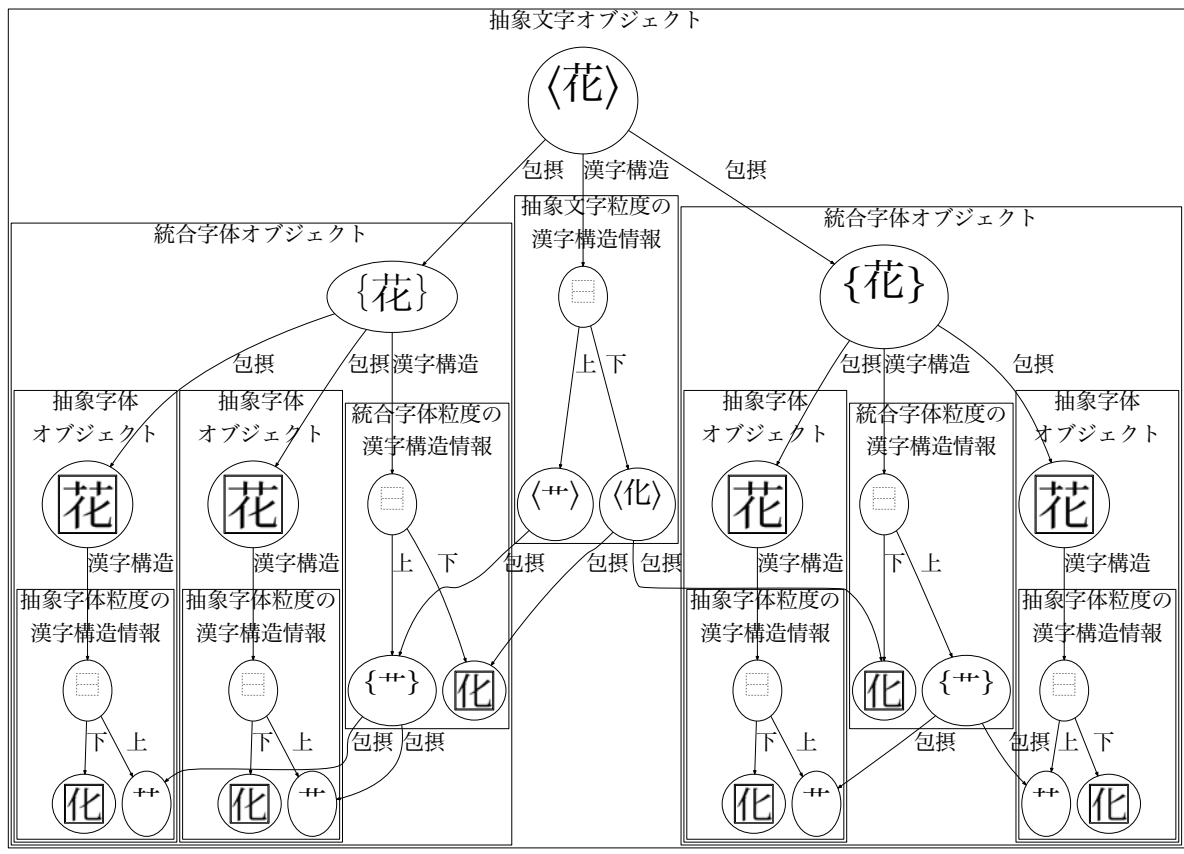 抽象文字オブジェクト
〈花〉
包摂 漢字構造 包摂
抽象文字粒度の
漢字構造情報
統合字体オブジェクト
統合字体オブジェクト
{花}
⿱
{花}
包摂 包摂 漢字構造
上 下
包摂 漢字構造 包摂
抽象字体
オブジェクト
抽象字体
オブジェクト
統合字体粒度の
漢字構造情報
抽象字体
オブジェクト
統合字体粒度の
漢字構造情報
抽象字体
オブジェクト
花
花
⿱
〈艹〉
〈化〉
花
⿱
花
漢字構造
漢字構造
上 下
包摂 包摂 包摂
漢字構造
下 上
漢字構造
抽象字体粒度の
漢字構造情報
抽象字体粒度の
漢字構造情報
抽象字体粒度の
漢字構造情報
抽象字体粒度の
漢字構造情報
⿱
⿱
{艹}
化
⿱
化
{艹}
⿱
下 上
下 上
包摂 包摂
下 上
包摂
包摂 上 下
化
艹
化
艹
化
艹
艹
化